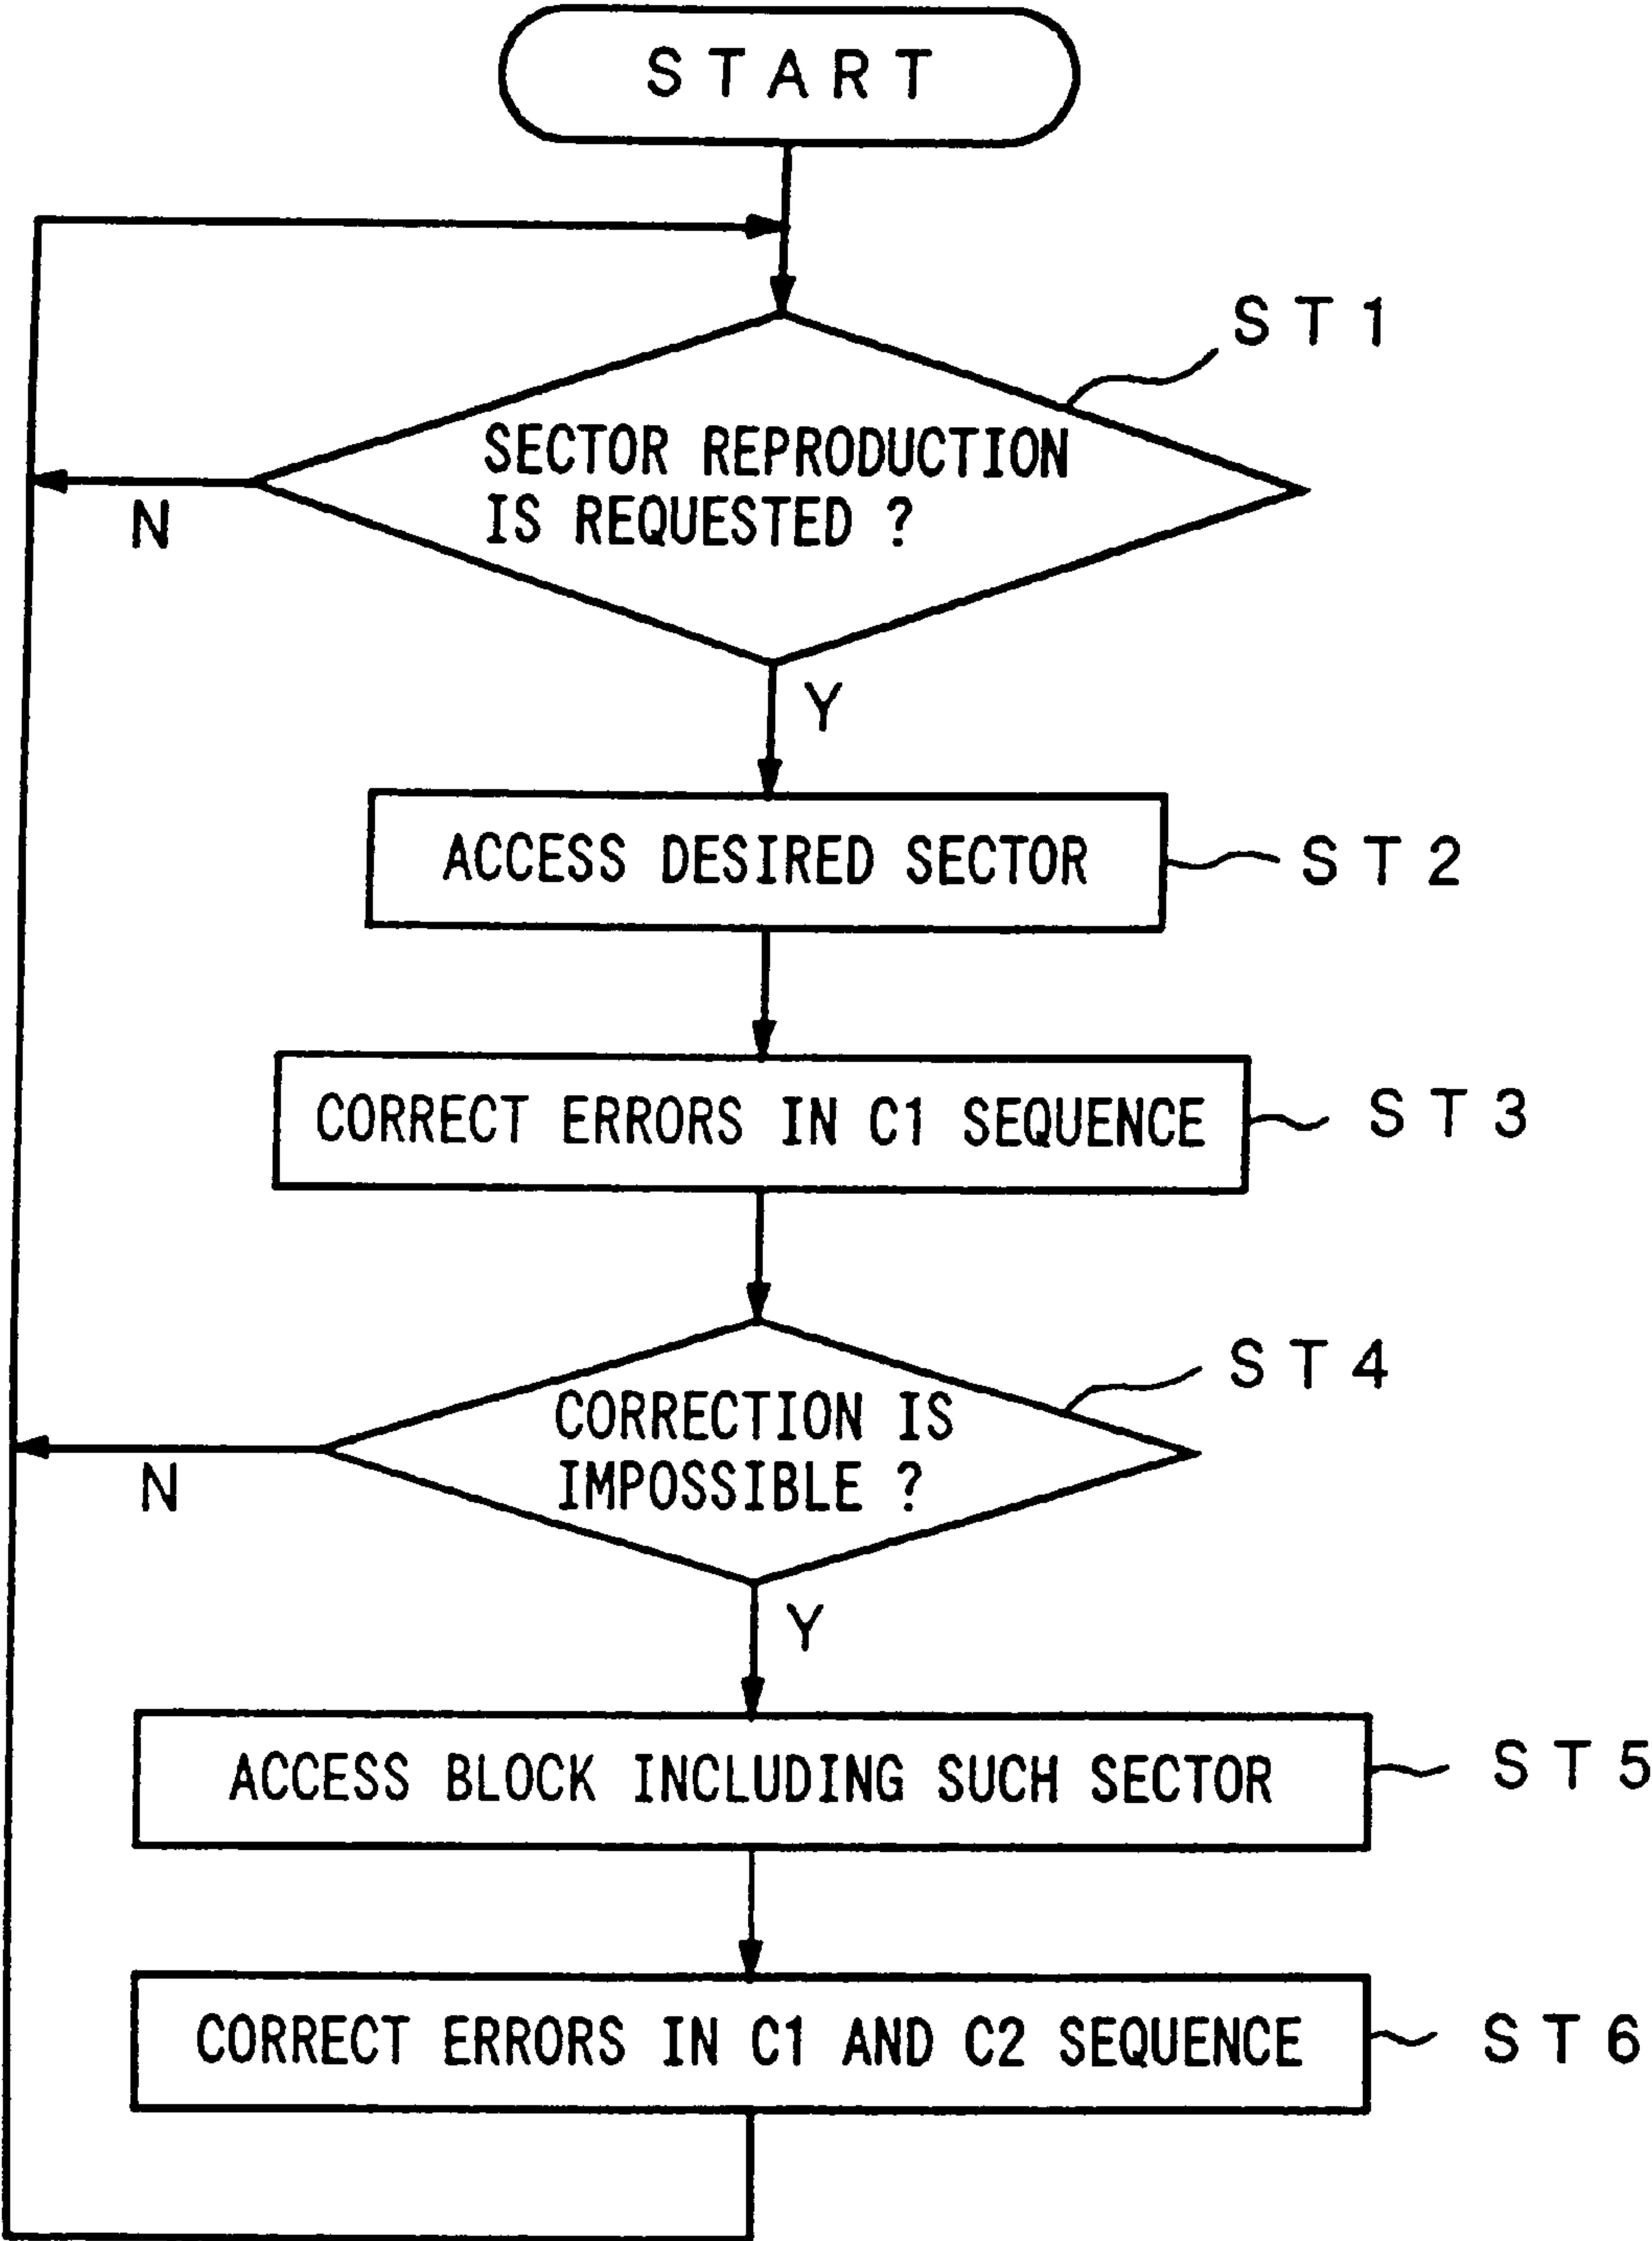 START
ST1
SECTOR REPRODUCTION
IS REQUESTED ?
N
Y
ACCESS DESIRED SECTOR
ST2
CORRECT ERRORS IN C1 SEQUENCE
ST3
ST4
CORRECTION IS
IMPOSSIBLE ?
N
Y
ACCESS BLOCK INCLUDING SUCH SECTOR
ST5
CORRECT ERRORS IN C1 AND C2 SEQUENCE
ST6